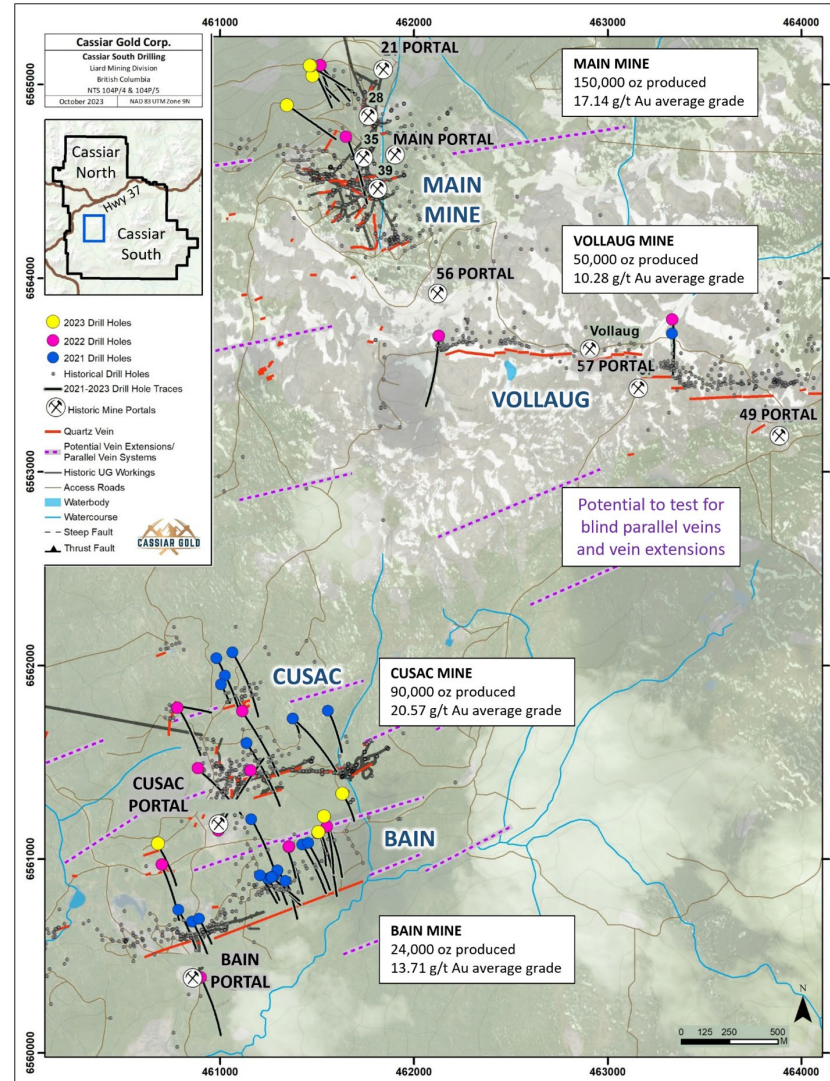 461000
462000
463000
464000
Cassiar Gold Corp.
Cassiar South Drilling
Liard Mining Division
British Columbia
NTS 104P/4 & 104P/5
October 2023
NAD 83 UTM Zone 9N
Cassiar
North
Hwy 37
Cassiar
South
2023 Drill Holes
2022 Drill Holes
2021 Drill Holes
Historical Drill Holes
2021-2023 Drill Hole Traces
Historic Mine Portals
Quartz Vein
Potential Vein Extensions/
Parallel Vein Systems
Historic UG Workings
Access Roads
Waterbody
Watercourse
Steep Fault
Thrust Fault
CASSIAR GOLD
21 PORTAL
28
35
MAIN PORTAL
39
MAIN
MINE
MAIN MINE
150,000 oz produced
17.14 g/t Au average grade
VOLLAUG MINE
50,000 oz produced
10.28 g/t Au average grade
56 PORTAL
Vollaug
57 PORTAL
VOLLAUG
49 PORTAL
Potential to test for
blind parallel veins
and vein extensions
CUSAC
CUSAC MINE
90,000 oz produced
20.57 g/t Au average grade
CUSAC
PORTAL
BAIN
BAIN MINE
24,000 oz produced
13.71 g/t Au average grade
BAIN
PORTAL
N
0 125 250 500
M
6565000
6564000
6563000
6562000
6561000
6560000
461000
462000
463000
464000